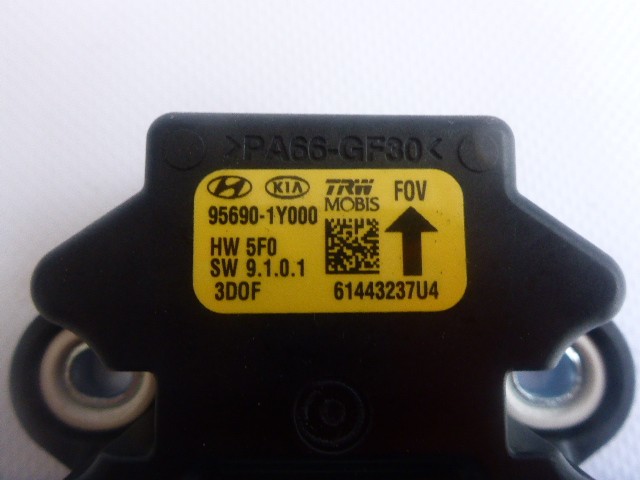 >PA66-GF30<
KIA TRW FOV
MOBIS
95690-1Y000
HW 5F0
SW 9.1.0.1
3DOF 61443237U4